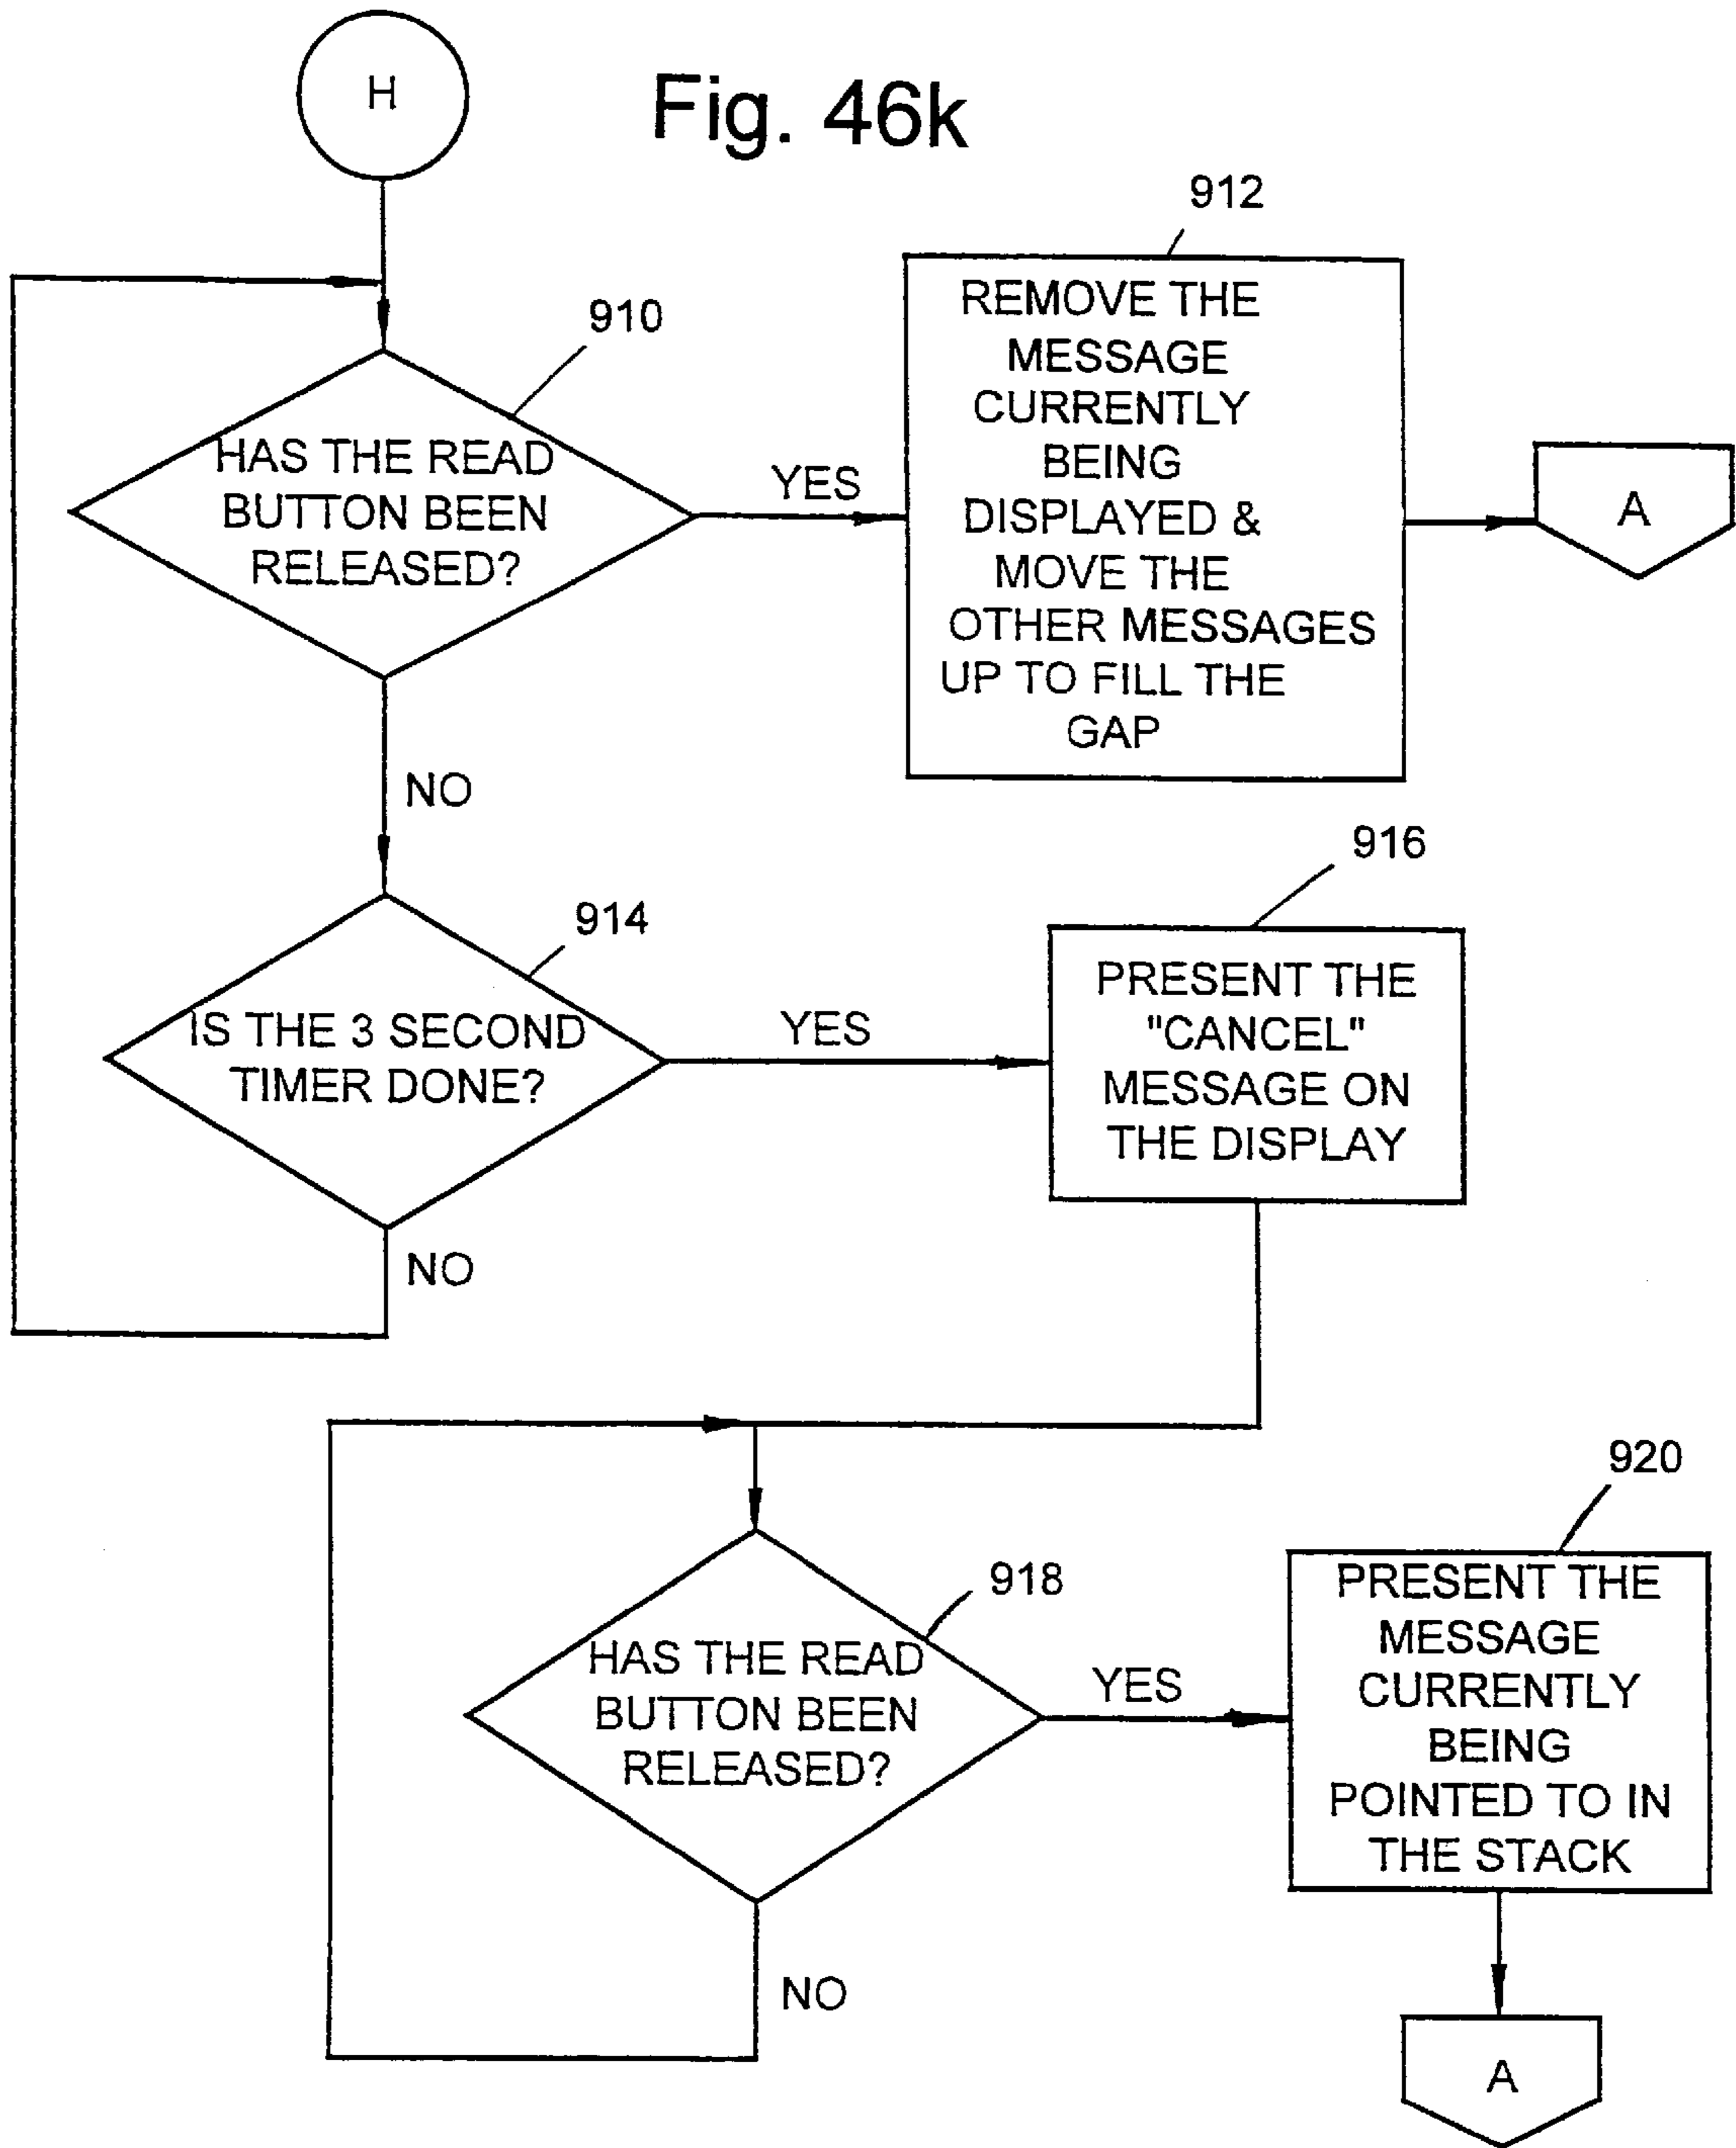 H
Fig. 46k
912
REMOVE THE
MESSAGE
CURRENTLY
BEING
DISPLAYED &
MOVE THE
OTHER MESSAGES
UP TO FILL THE
GAP
910
HAS THE READ
BUTTON BEEN
RELEASED?
YES
A
NO
916
PRESENT THE
"CANCEL"
MESSAGE ON
THE DISPLAY
914
IS THE 3 SECOND
TIMER DONE?
YES
NO
920
PRESENT THE
MESSAGE
CURRENTLY
BEING
POINTED TO IN
THE STACK
918
HAS THE READ
BUTTON BEEN
RELEASED?
YES
NO
A